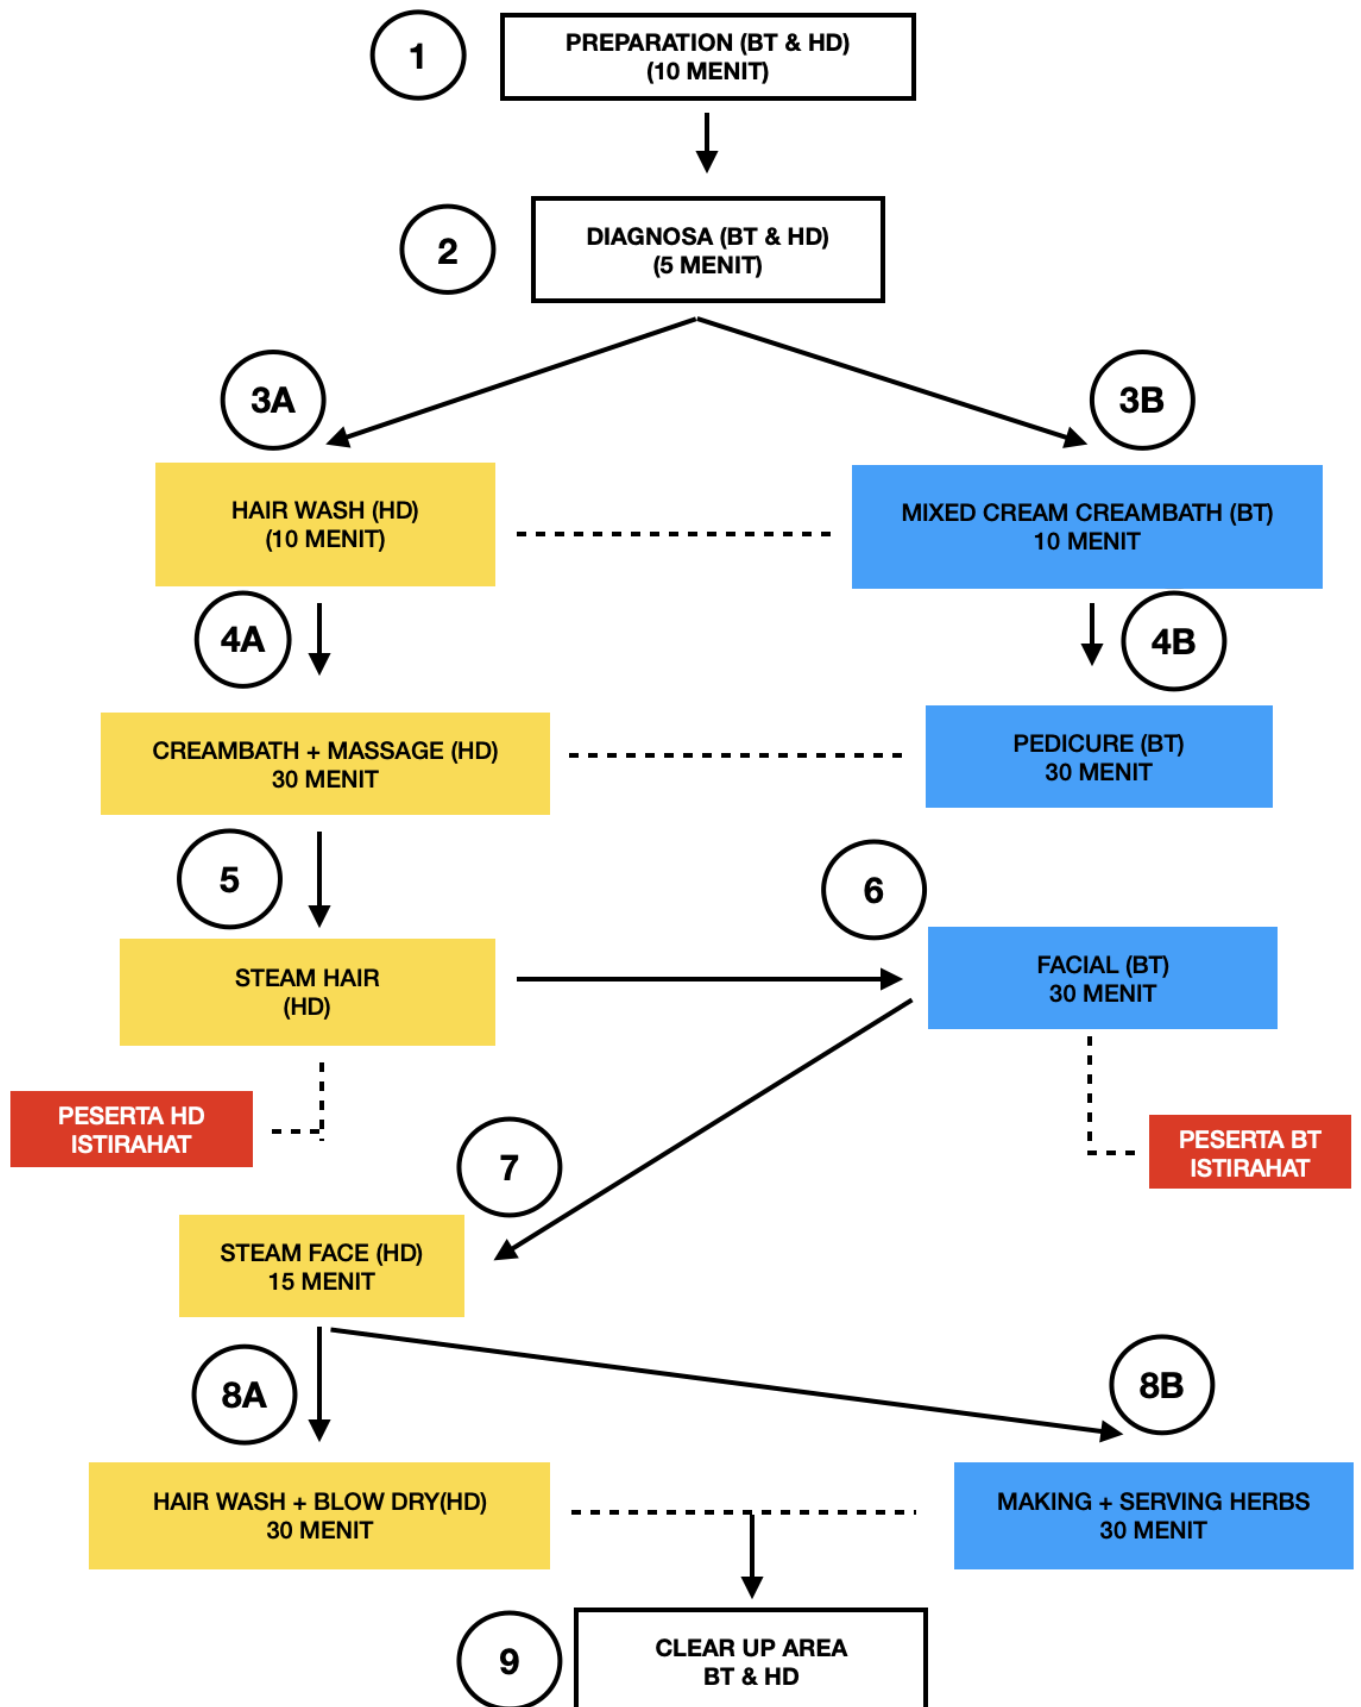 1
PREPARATION (BT & HD)
(10 MENIT)
2
DIAGNOSA (BT & HD)
(5 MENIT)
3A
3B
HAIR WASH (HD)
(10 MENIT)
MIXED CREAM CREAMBATH (BT)
10 MENIT
4A
4B
CREAMBATH + MASSAGE (HD)
30 MENIT
PEDICURE (BT)
30 MENIT
5
6
STEAM HAIR
(HD)
FACIAL (BT)
30 MENIT
PESERTA HD
ISTIRAHAT
PESERTA BT
ISTIRAHAT
7
STEAM FACE (HD)
15 MENIT
8A
8B
HAIR WASH + BLOW DRY(HD)
30 MENIT
MAKING + SERVING HERBS
30 MENIT
9
CLEAR UP AREA
BT & HD